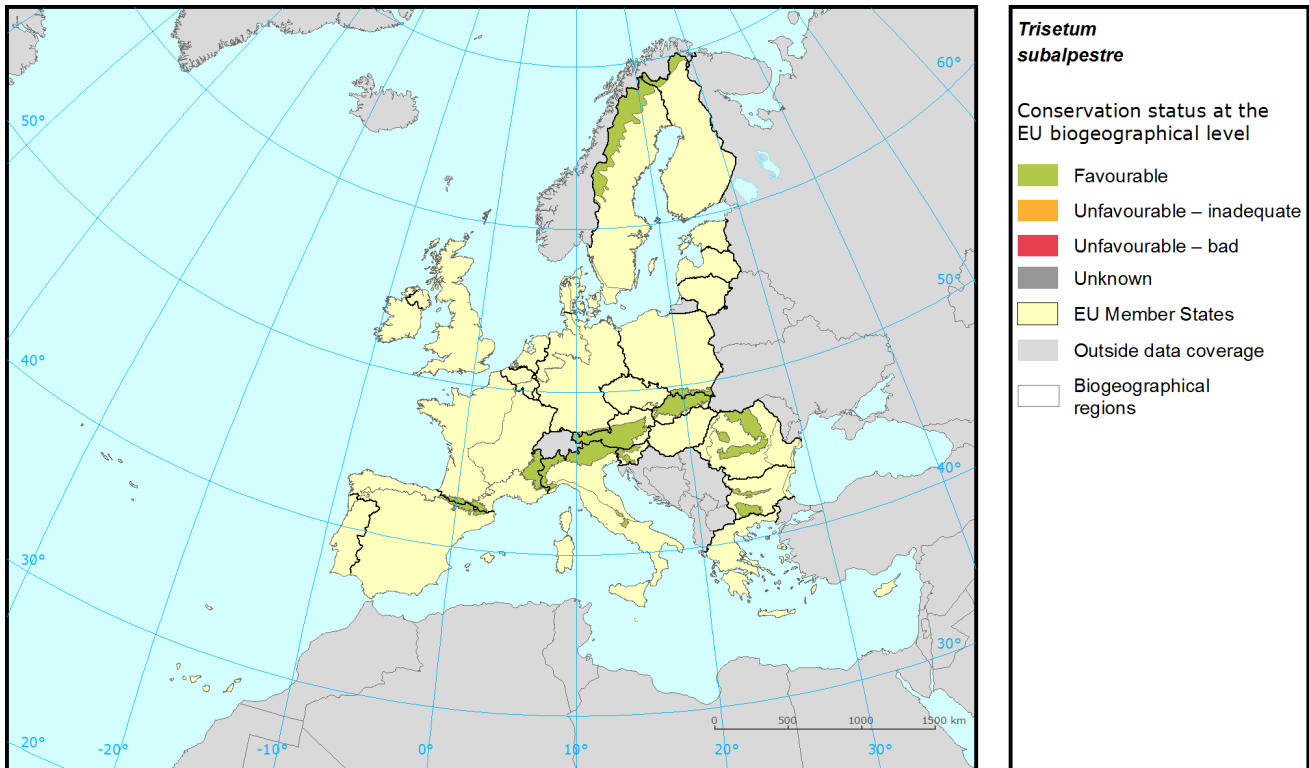 60°
50°
50°
40°
40°
30°
30°
20°
-20°
-10°
0°
10°
20°
30°
0
500
1000
1500 km
Trisetum
subalpestre
Conservation status at the
EU biogeographical level
Favourable
Unfavourable – inadequate
Unfavourable – bad
Unknown
EU Member States
Outside data coverage
Biogeographical
regions